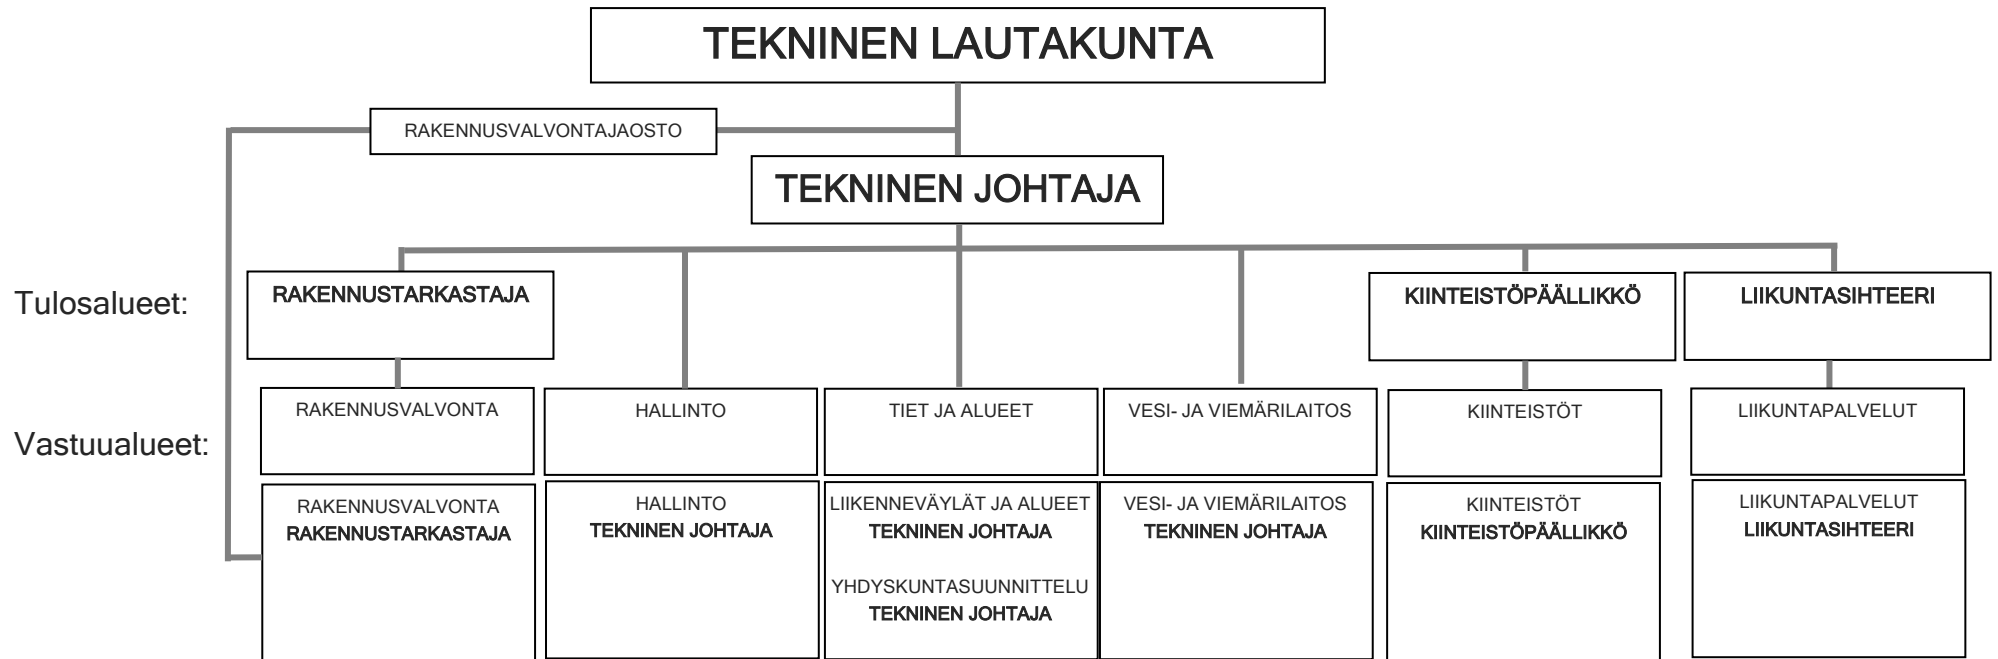 TEKNINEN LAUTAKUNTA
RAKENNUSVALVONTAJAOSTO
TEKNINEN JOHTAJA
Tulosalueet:
RAKENNUSTARKASTAJA
KIINTEISTÖPÄÄLLIKKÖ
LIIKUNTASIHTEERI
Vastuualueet:
RAKENNUSVALVONTA
HALLINTO
TIET JA ALUEET
VESI- JA VIEMÄRILAITOS
KIINTEISTÖT
LIIKUNTAPALVELUT
RAKENNUSVALVONTA
RAKENNUSTARKASTAJA
HALLINTO
TEKNINEN JOHTAJA
LIIKENNEVÄYLÄT JA ALUEET
TEKNINEN JOHTAJA
YHDYSKUNTASUUNNITTELU
TEKNINEN JOHTAJA
VESI- JA VIEMÄRILAITOS
TEKNINEN JOHTAJA
KIINTEISTÖT
KIINTEISTÖPÄÄLLIKKÖ
LIIKUNTAPALVELUT
LIIKUNTASIHTEERI